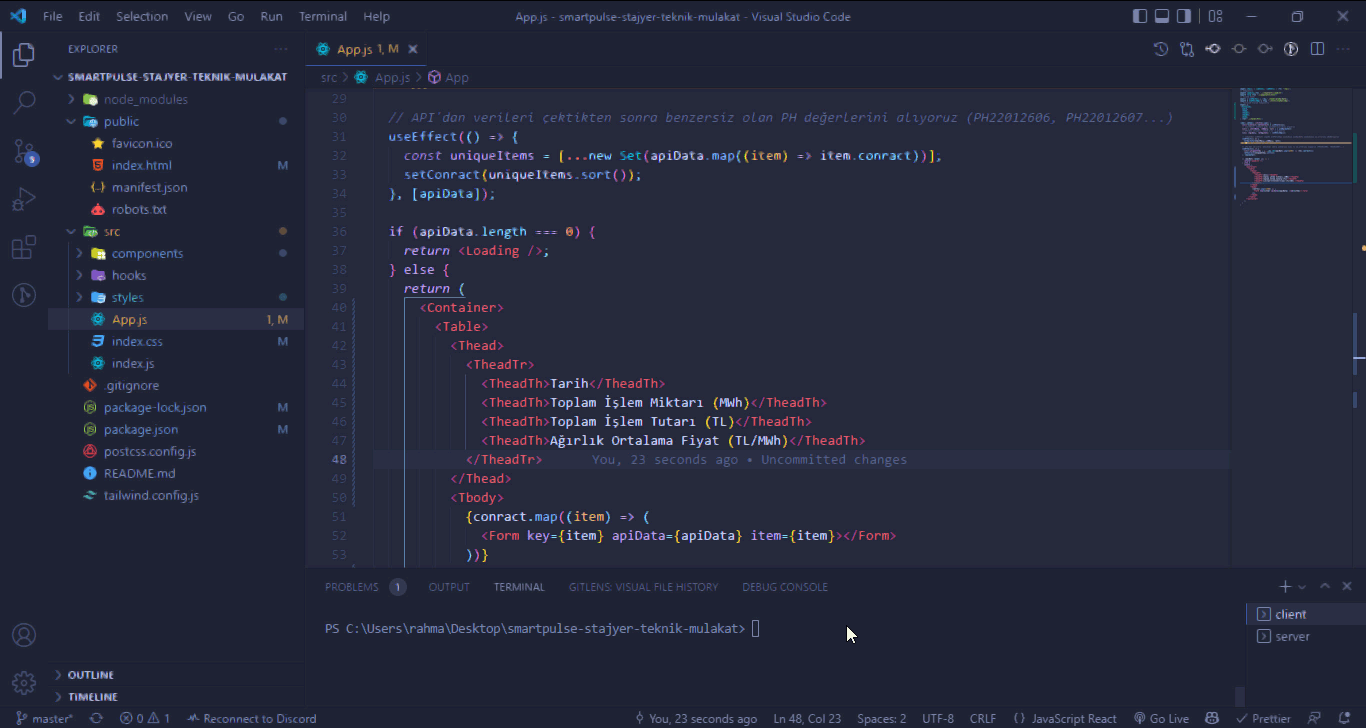 File Edit Selection View Go Run Terminal Help
App.js - smartpulse-stajyer-teknik-mulakat - Visual Studio Code
EXPLORER
SMARTPULSE-STAJYER-TEKNIK-MULAKAT
node_modules
public
favicon.ico
index.html M
manifest.json
robots.txt
src
components
hooks
styles
App.js 1, M
index.css M
index.js
.gitignore
package-lock.json M
package.json M
postcss.config.js
README.md
tailwind.config.js
OUTLINE
TIMELINE
5
App.js 1, M
src > App.js > App
29
30 // API'dan verileri çektikten sonra benzersiz olan PH değerlerini alıyoruz (PH22012606, PH22012607...)
31 useEffect(() => {
32 const uniqueItems = [...new Set(apiData.map((item) => item.conract))],
33 setConract(uniqueItems.sort());
34 }, [apiData]);
35
36 if (apiData.length === 0) {
37 return <Loading />;
38 } else {
39 return (
40 <Container>
41 <Table>
42 <Thead>
43 <TheadTr>
44 <TheadTh>Tarih</TheadTh>
45 <TheadTh>Toplam İşlem Miktarı (MWh)</TheadTh>
46 <TheadTh>Toplam İşlem Tutarı (TL)</TheadTh>
47 <TheadTh>Ağırlık Ortalama Fiyat (TL/MWh)</TheadTh>
48 </TheadTr> You, 23 seconds ago • Uncommitted changes
49 </Thead>
50 <Tbody>
51 {conract.map((item) => (
52 <Form key={item} apiData={apiData} item={item}></Form>
53 ))}
PROBLEMS 1 OUTPUT TERMINAL GITLENS: VISUAL FILE HISTORY DEBUG CONSOLE
PS C:\Users\rahma\Desktop\smartpulse-stajyer-teknik-mulakat>
client
server
master* 0 1 Reconnect to Discord You, 23 seconds ago Ln 48, Col 23 Spaces: 2 UTF-8 CRLF JavaScript React Go Live Prettier